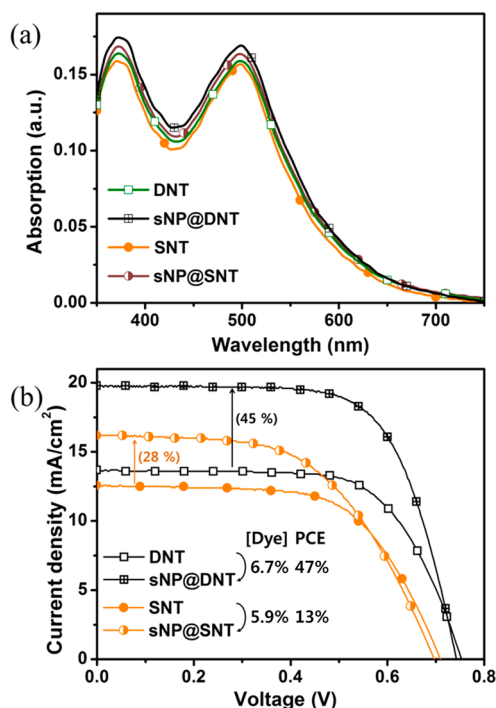 (a)
0.15
0.10
0.05
0.00
Absorption (a.u.)
DNT
sNP@DNT
SNT
sNP@SNT
400 500 600 700
Wavelength (nm)
(b)
20
15
10
5
0
Current density (mA/cm²)
(45 %)
(28 %)
[Dye] PCE
DNT
sNP@DNT
6.7% 47%
SNT
sNP@SNT
5.9% 13%
0.0 0.2 0.4 0.6 0.8
Voltage (V)